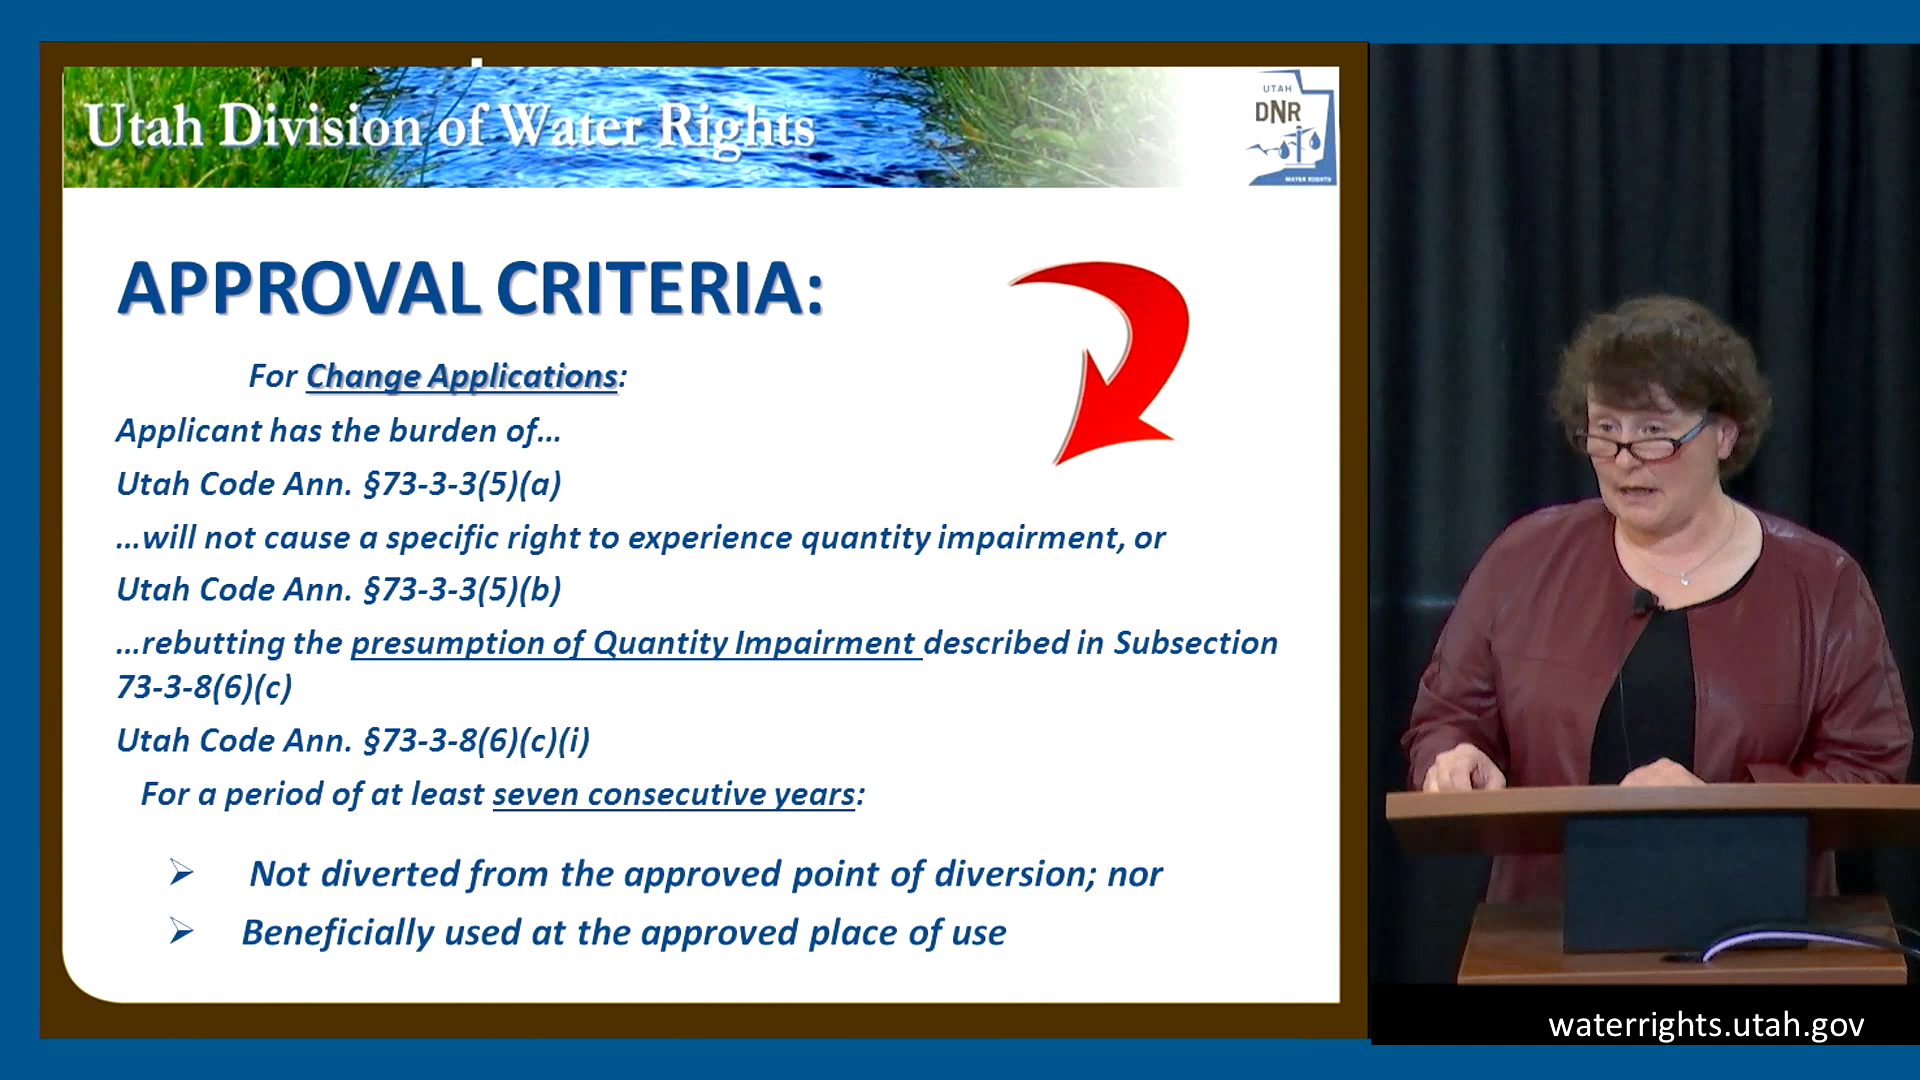 Utah Division of Water Rights
UTAH
DNR
WATER RIGHTS
APPROVAL CRITERIA:
For Change Applications:
Applicant has the burden of…
Utah Code Ann. §73-3-3(5)(a)
…will not cause a specific right to experience quantity impairment, or
Utah Code Ann. §73-3-3(5)(b)
…rebutting the presumption of Quantity Impairment described in Subsection
73-3-8(6)(c)
Utah Code Ann. §73-3-8(6)(c)(i)
For a period of at least seven consecutive years:
Not diverted from the approved point of diversion; nor
Beneficially used at the approved place of use
waterrights.utah.gov